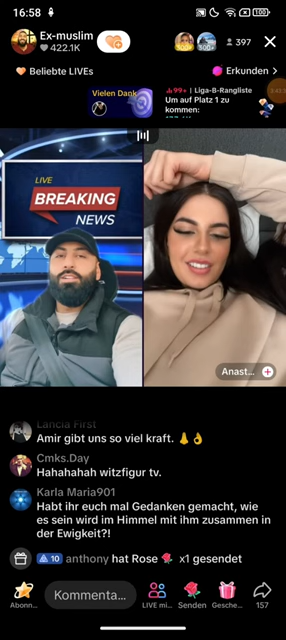 16:58
100
Ex-muslim
422.1K
500+
397
Beliebte LIVEs
Erkunden >
Vielen Dank
99+ | Liga-B-Rangliste
Um auf Platz 1 zu
kommen:
LIVE
BREAKING
NEWS
Anast...
Lancia First
Amir gibt uns so viel kraft. 🙏👌
Cmks.Day
Hahahahah witzfigur tv.
Karla Maria901
Habt ihr euch mal Gedanken gemacht, wie
es sein wird im Himmel mit ihm zusammen in
der Ewigkeit?!
10 anthony hat Rose 🌹 x1 gesendet
Kommenta...
Abonn...
LIVE mi...
Senden
Gesche...
157